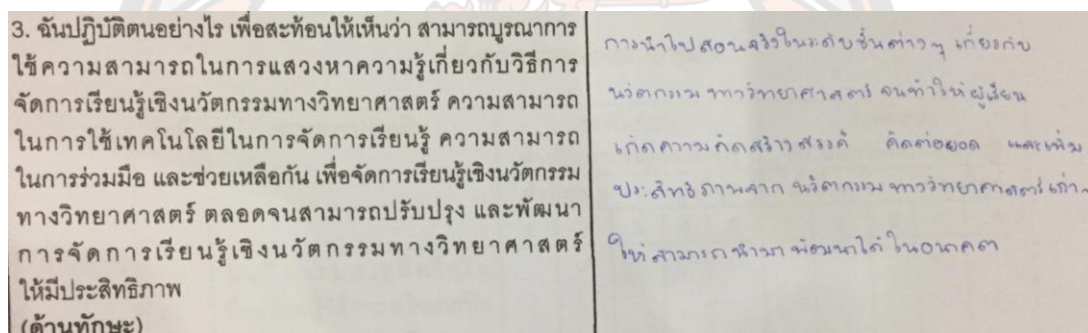 3. ฉันปฏิบัติตนอย่างไร เพื่อสะท้อนให้เห็นว่า สามารถบูรณาการ
ใช้ความสามารถในการแสวงหาความรู้เกี่ยวกับวิธีการ
จัดการเรียนรู้เชิงนวัตกรรมทางวิทยาศาสตร์ ความสามารถ
ในการใช้เทคโนโลยีในการจัดการเรียนรู้ ความสามารถ
ในการร่วมมือ และช่วยเหลือกัน เพื่อจัดการเรียนรู้เชิงนวัตกรรม
ทางวิทยาศาสตร์ ตลอดจนสามารถปรับปรุง และพัฒนา
การจัดการเรียนรู้เชิงนวัตกรรมทางวิทยาศาสตร์
ให้มีประสิทธิภาพ
(ด้านทักษะ)
การนำไปสอนจริงในระดับชั้นต่างๆ เกี่ยวกับ
นวัตกรรมทางวิทยาศาสตร์ จนทำให้ผู้เรียน
เกิดความคิดสร้างสรรค์ คิดต่อยอด และเพิ่ม
ประสิทธิภาพจาก นวัตกรรมทางวิทยาศาสตร์เก่าๆ
ให้สามารถนำมาพัฒนาได้ในอนาคต